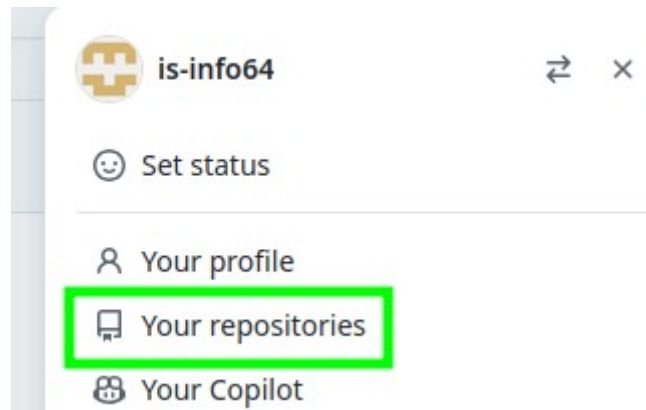 is-info64
Set status
Your profile
Your repositories
Your Copilot